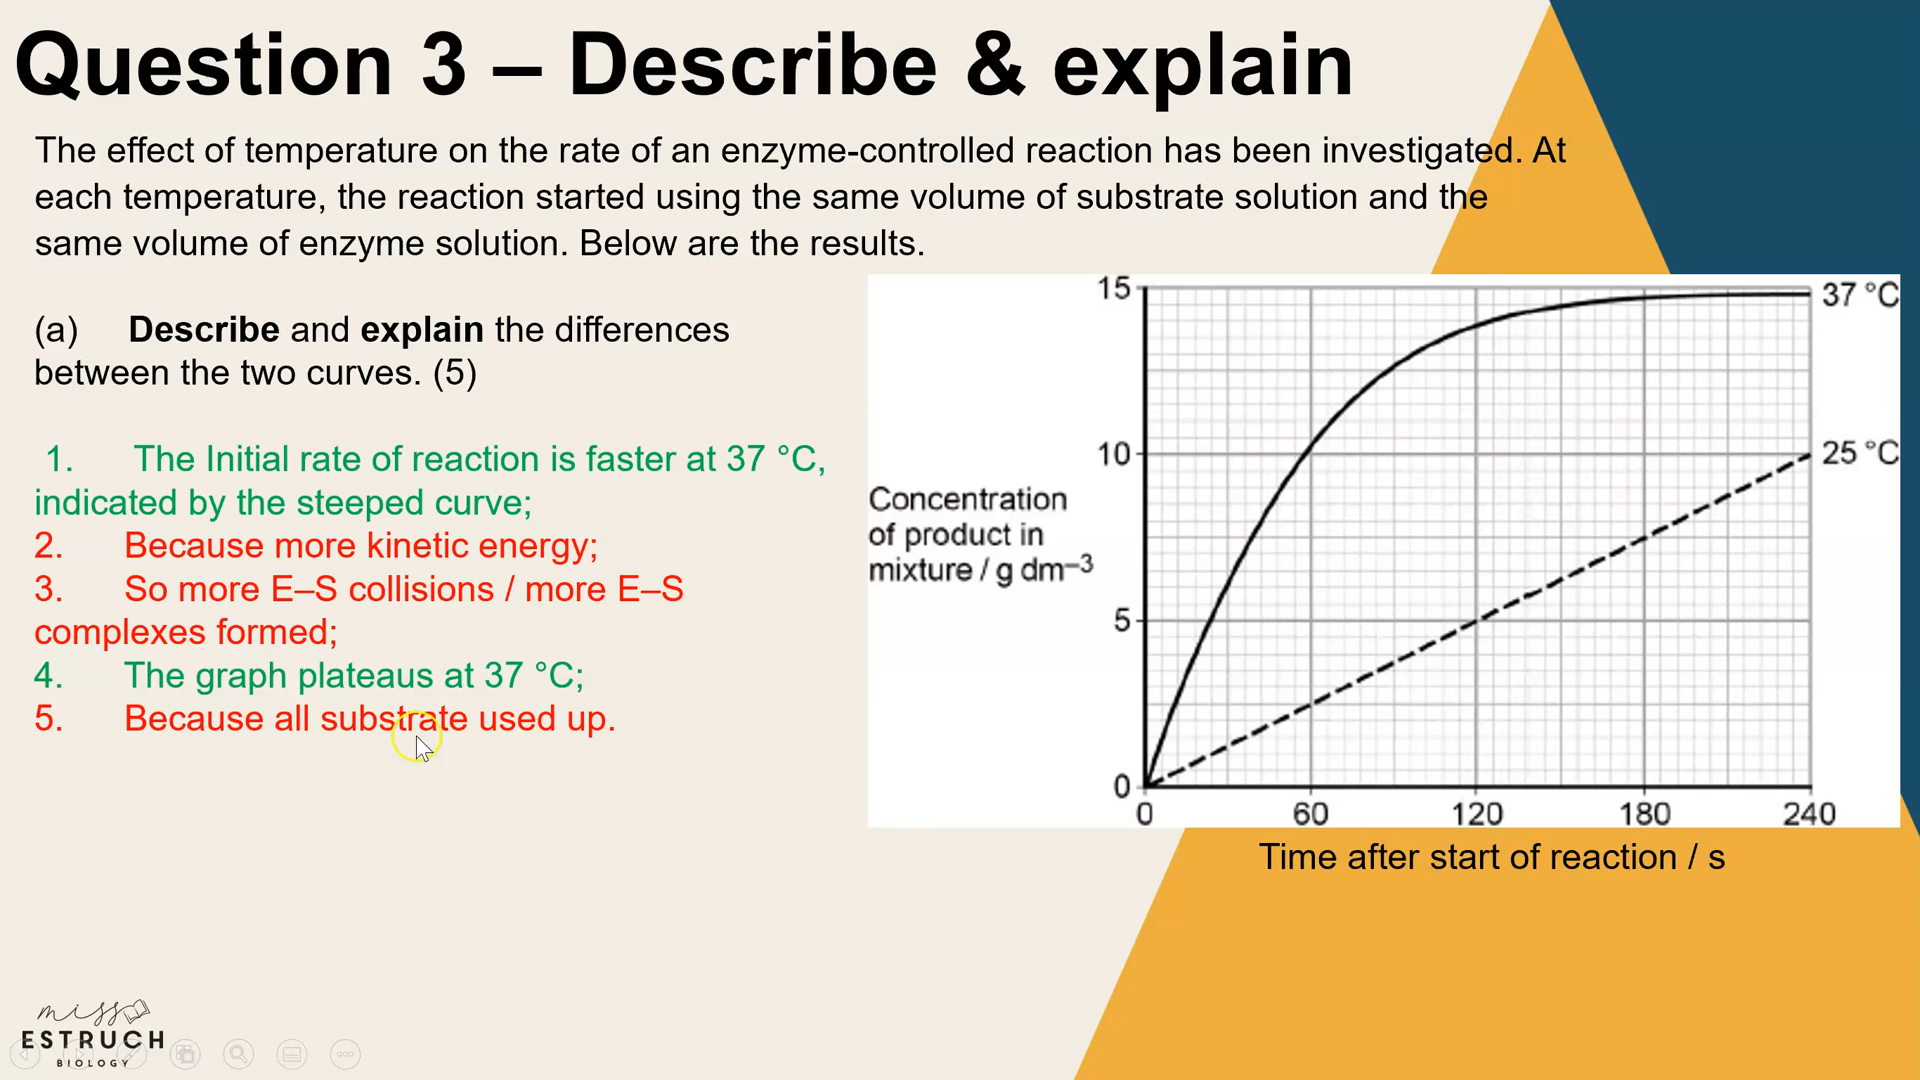 Question 3 – Describe & explain
The effect of temperature on the rate of an enzyme-controlled reaction has been investigated. At
each temperature, the reaction started using the same volume of substrate solution and the
same volume of enzyme solution. Below are the results.
(a) Describe and explain the differences
between the two curves. (5)
1. The Initial rate of reaction is faster at 37 °C,
indicated by the steeped curve;
2. Because more kinetic energy;
3. So more E–S collisions / more E–S
complexes formed;
4. The graph plateaus at 37 °C;
5. Because all substrate used up.
15
10
5
0
Concentration
of product in
mixture / g dm⁻³
37 °C
25 °C
0 60 120 180 240
Time after start of reaction / s
miss
ESTRUCH
BIOLOGY